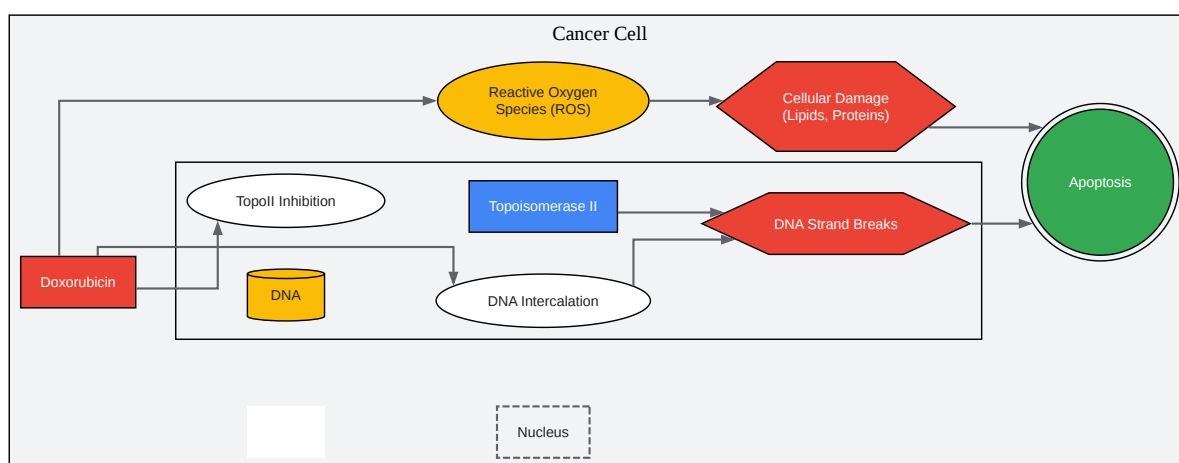 Cancer Cell
Reactive Oxygen
Species (ROS)
Cellular Damage
(Lipids, Proteins)
Apoptosis
TopoII Inhibition
Topoisomerase II
DNA Strand Breaks
Doxorubicin
DNA
DNA Intercalation
Nucleus